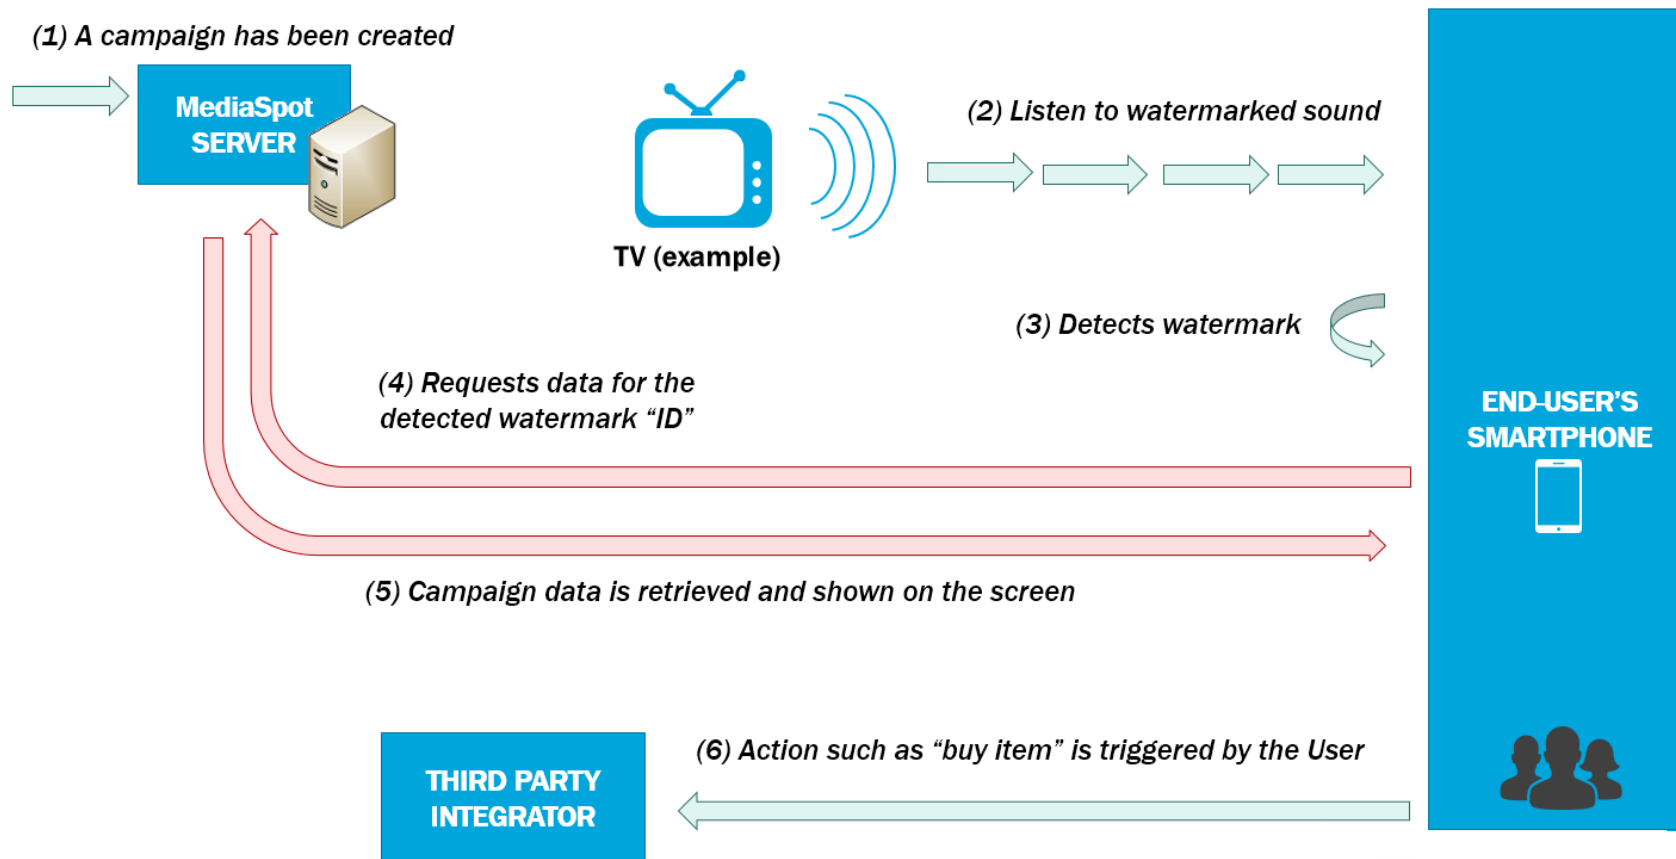 (1) A campaign has been created
MediaSpot
SERVER
(2) Listen to watermarked sound
TV (example)
(3) Detects watermark
(4) Requests data for the
detected watermark “ID”
END-USER’S
SMARTPHONE
(5) Campaign data is retrieved and shown on the screen
(6) Action such as “buy item” is triggered by the User
THIRD PARTY
INTEGRATOR